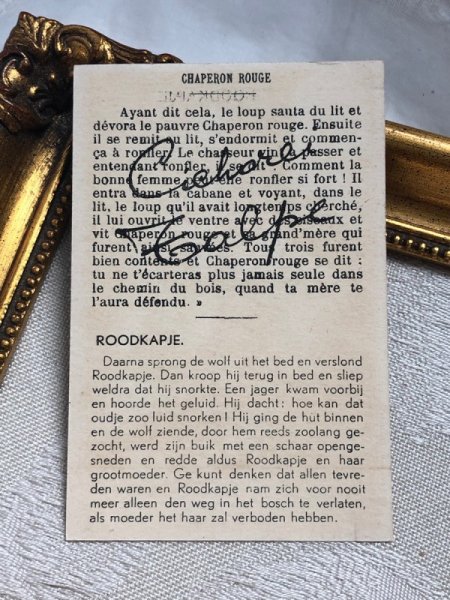 CHAPERON ROUGE
Ayant dit cela, le loup sauta du lit et
dévora le pauvre Chaperon rouge. Ensuite
il se remit au lit, s'endormit et commen-
ça à ronfler. Le chasseur vint à passer et
entendant ronfler, il se dit : Comment la
bonne femme peut-elle ronfler si fort ! Il
entra dans la cabane et voyant, dans le
lit, le loup qu'il avait longtemps cherché,
il lui ouvrit le ventre avec des ciseaux et
vit Chaperon rouge et sa grand'mère qui
furent ainsi sauvées. Tous trois furent
bien contents et Chaperon rouge se dit :
tu ne t'écarteras plus jamais seule dans
le chemin du bois, quand ta mère te
l'aura défendu. »
ROODKAPJE.
Daarna sprong de wolf uit het bed en verslond
Roodkapje. Dan kroop hij terug in bed en sliep
weldra dat hij snorkte. Een jager kwam voorbij
en hoorde het geluid. Hij dacht: hoe kan dat
oudje zoo luid snorken ! Hij ging de hut binnen
en de wolf ziende, door hem reeds zoolang ge-
zocht, werd zijn buik met een schaar openge-
sneden en redde aldus Roodkapje en haar
grootmoeder. Ge kunt denken dat allen tevre-
den waren en Roodkapje nam zich voor nooit
meer alleen den weg in het bosch te verlaten,
als moeder het haar zal verboden hebben.